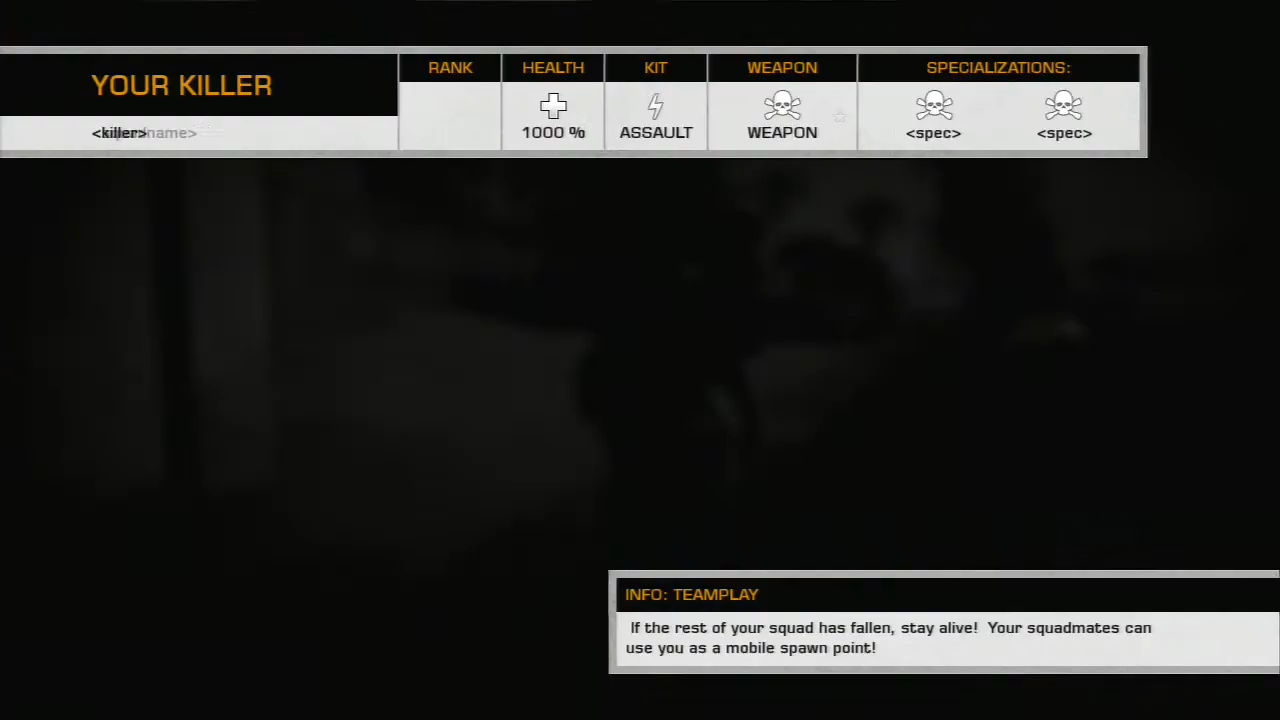 YOUR KILLER
RANK
HEALTH
KIT
WEAPON
SPECIALIZATIONS:
<killer> name>
1000 %
ASSAULT
WEAPON
<spec>
<spec>
INFO: TEAMPLAY
If the rest of your squad has fallen, stay alive! Your squadmates can
use you as a mobile spawn point!